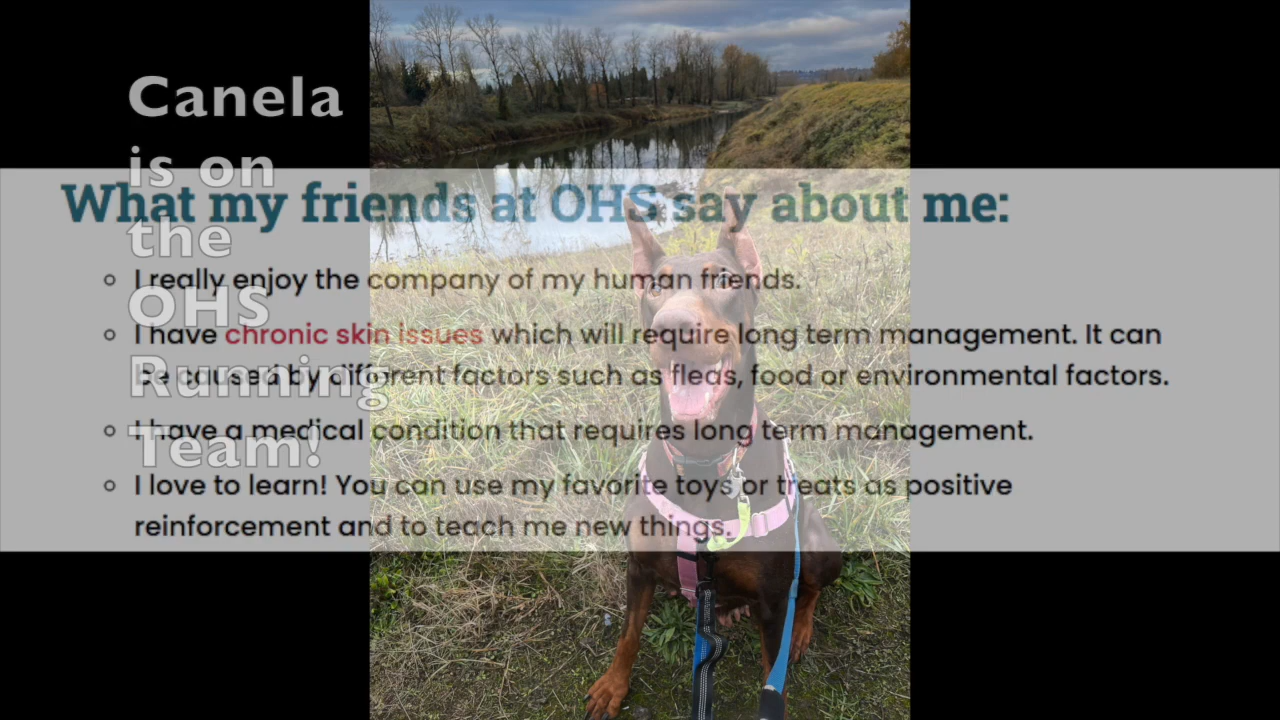 Canela
is on
the
OHS
Running
Team!
What my friends at OHS say about me:
I really enjoy the company of my human friends.
I have chronic skin issues which will require long term management. It can
be caused by different factors such as fleas, food or environmental factors.
I have a medical condition that requires long term management.
I love to learn! You can use my favorite toys or treats as positive
reinforcement and to teach me new things.